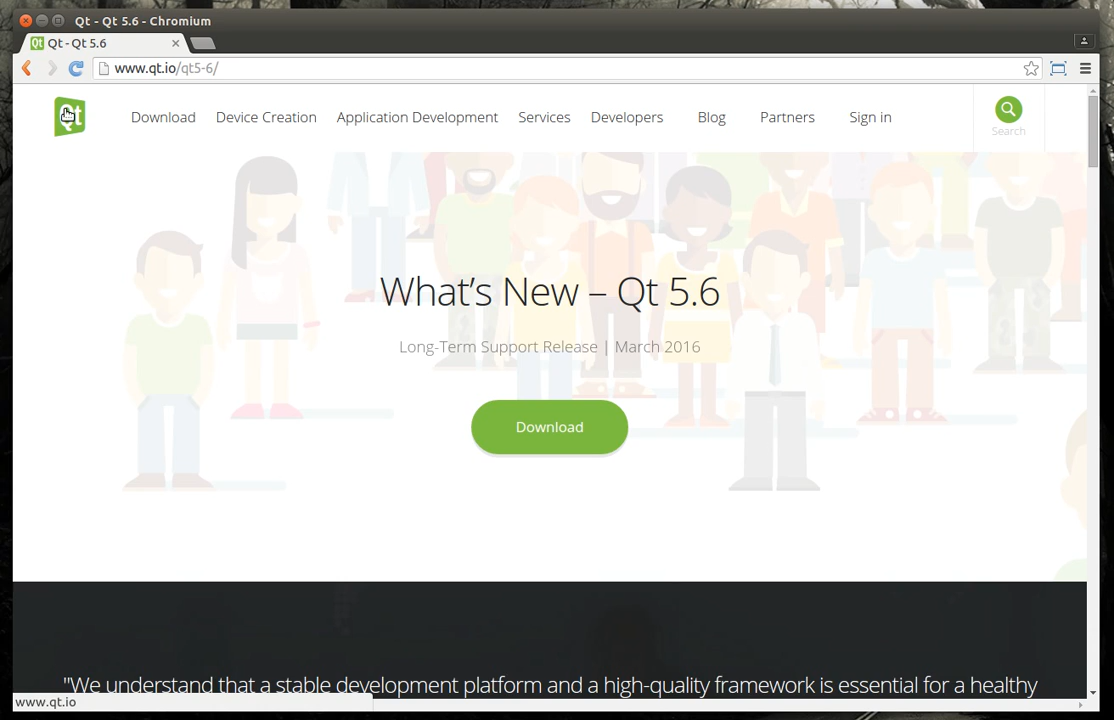 Qt - Qt 5.6 - Chromium
Qt Qt - Qt 5.6
www.qt.io/qt5-6/
Qt Download Device Creation Application Development Services Developers Blog Partners Sign in
Search
What's New – Qt 5.6
Long-Term Support Release | March 2016
Download
"We understand that a stable development platform and a high-quality framework is essential for a healthy
www.qt.io